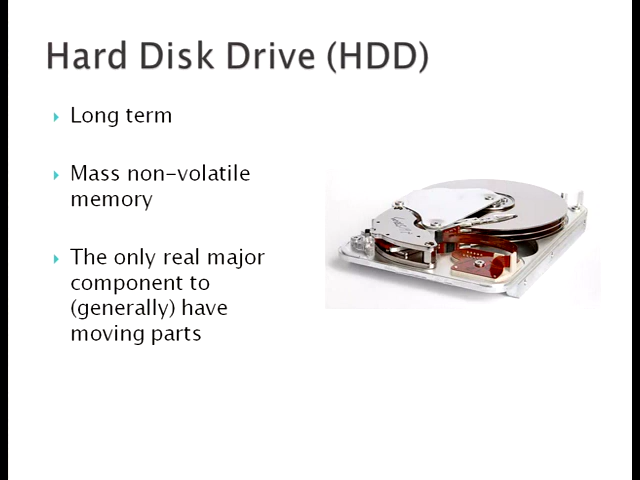 Hard Disk Drive (HDD)
Long term
Mass non-volatile
memory
The only real major
component to
(generally) have
moving parts